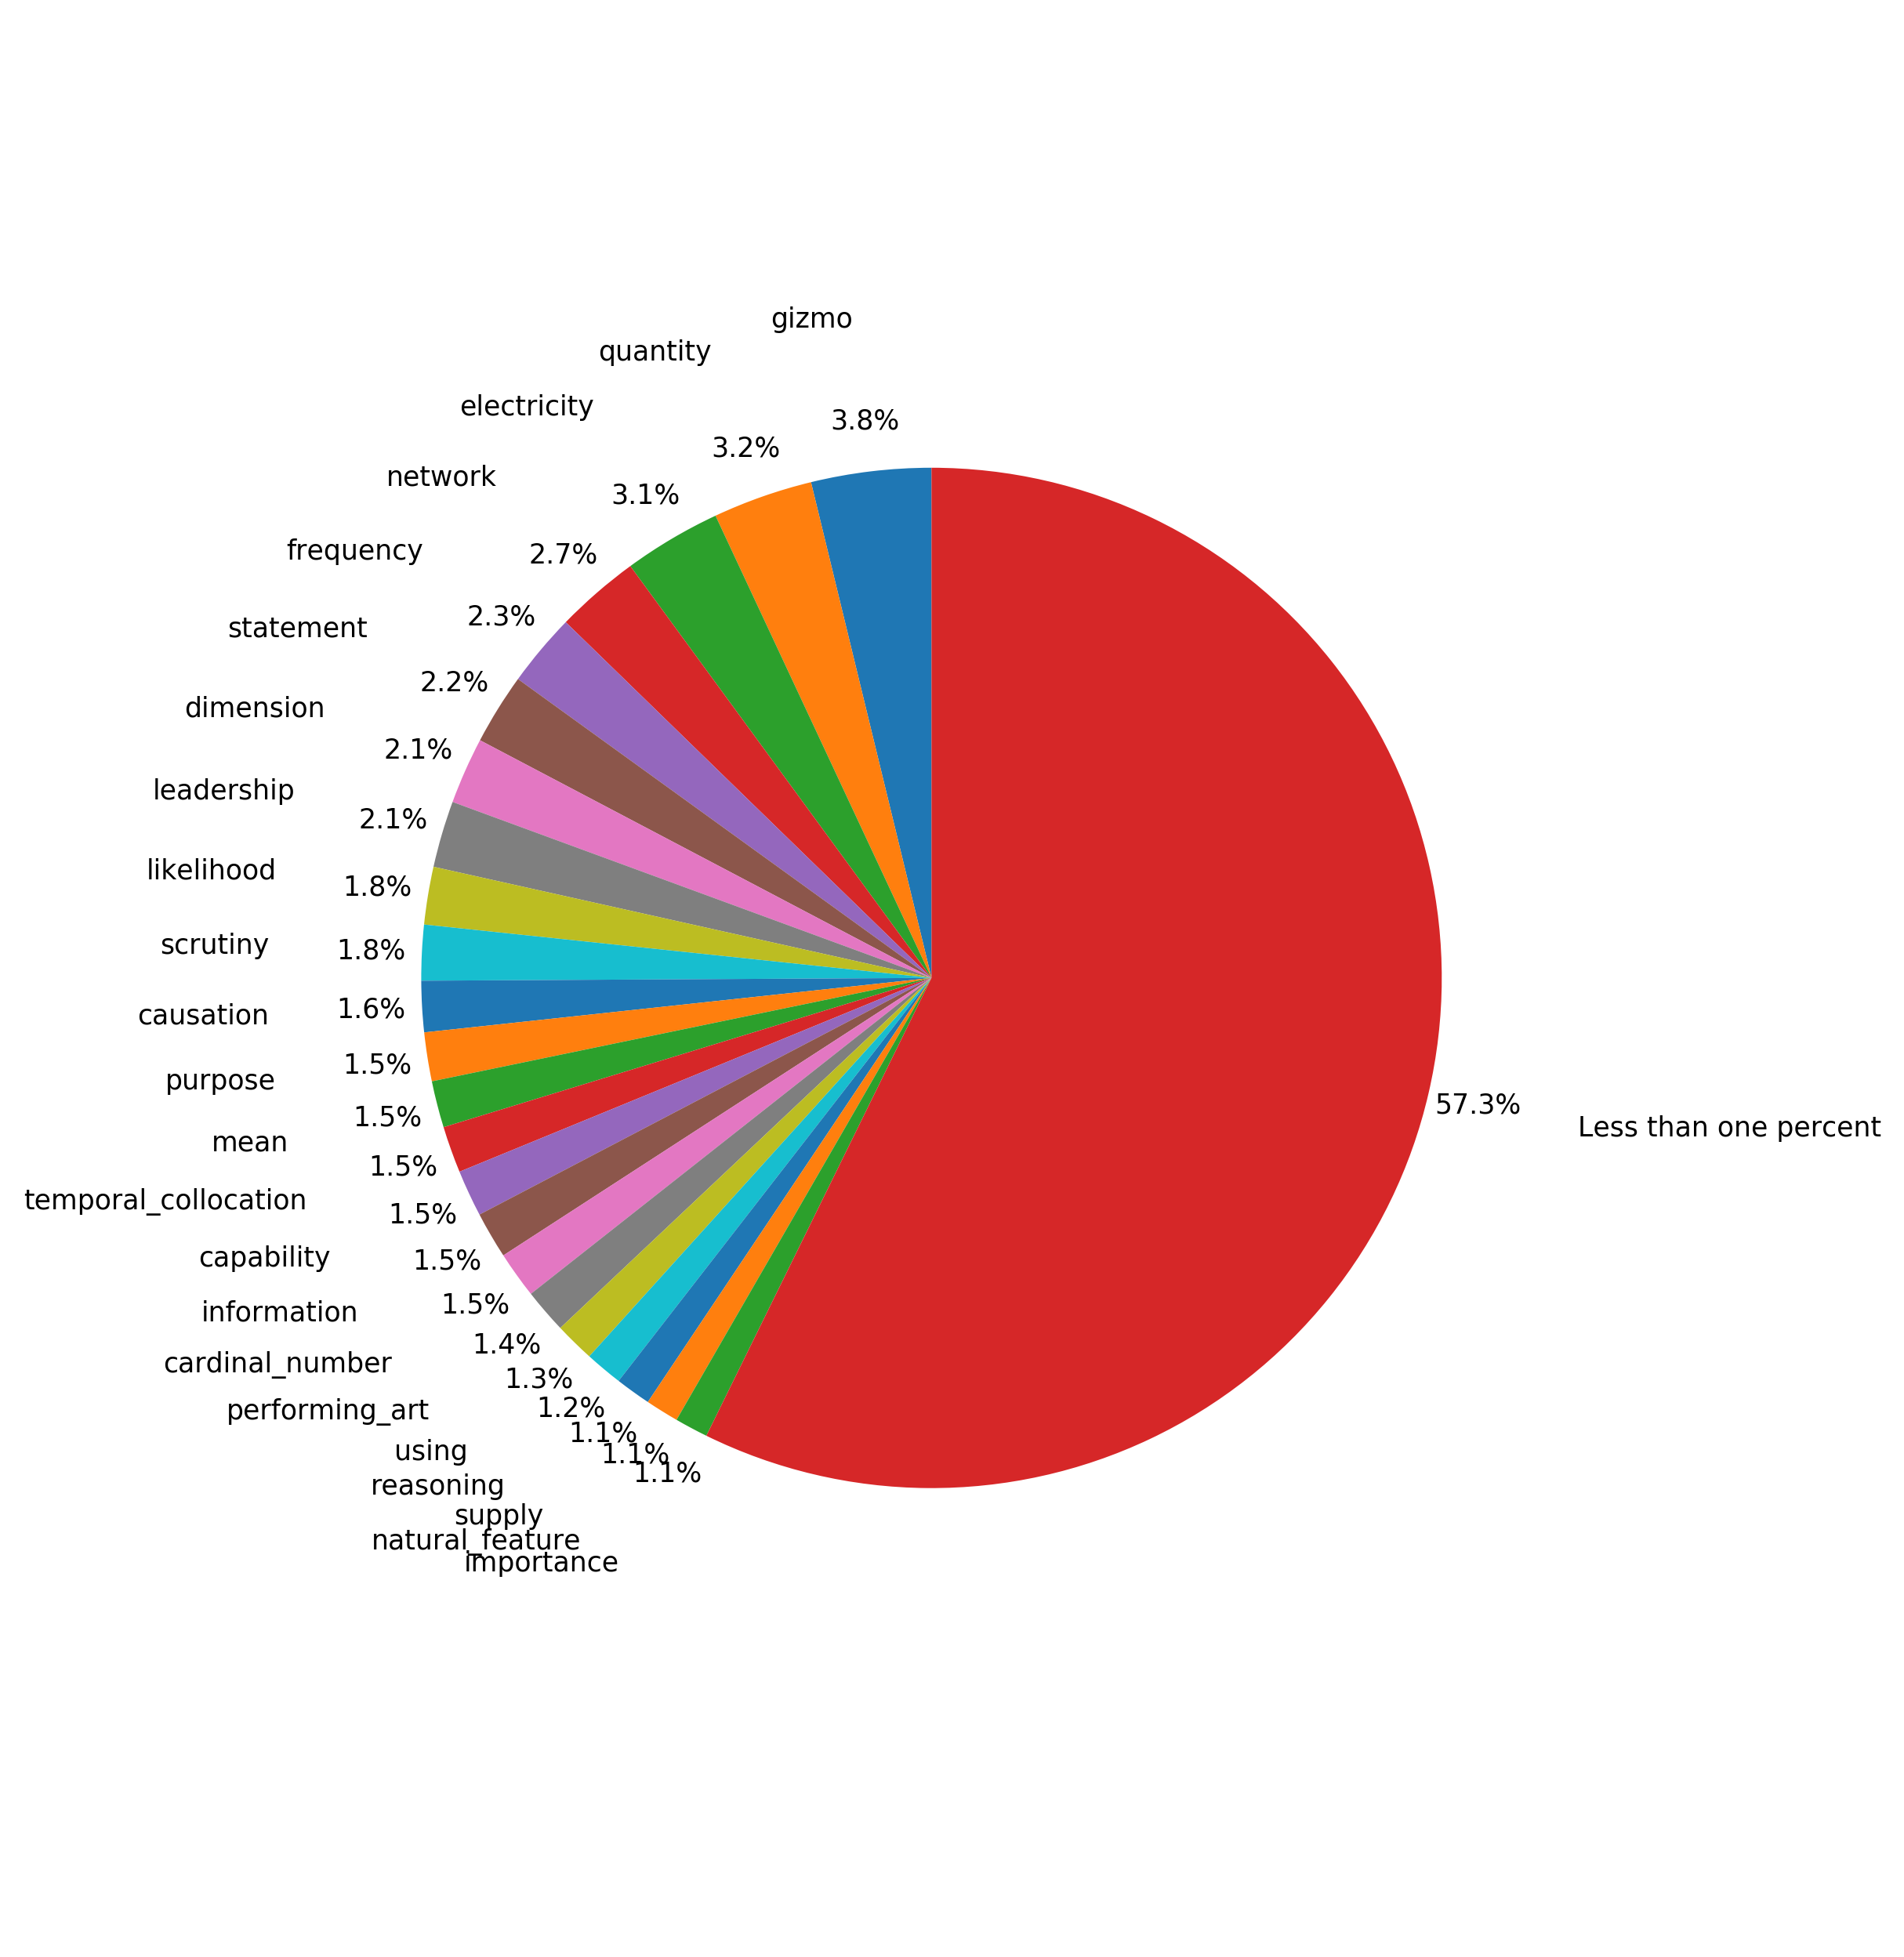 gizmo
quantity
electricity
network
frequency
statement
dimension
leadership
likelihood
scrutiny
causation
purpose
mean
temporal_collocation
capability
information
cardinal_number
performing_art
using
reasoning
supply
natural_feature
importance
Less than one percent
3.8%
3.2%
3.1%
2.7%
2.3%
2.2%
2.1%
2.1%
1.8%
1.8%
1.6%
1.5%
1.5%
1.5%
1.5%
1.5%
1.5%
1.4%
1.3%
1.2%
1.1%
1.1%
1.1%
57.3%